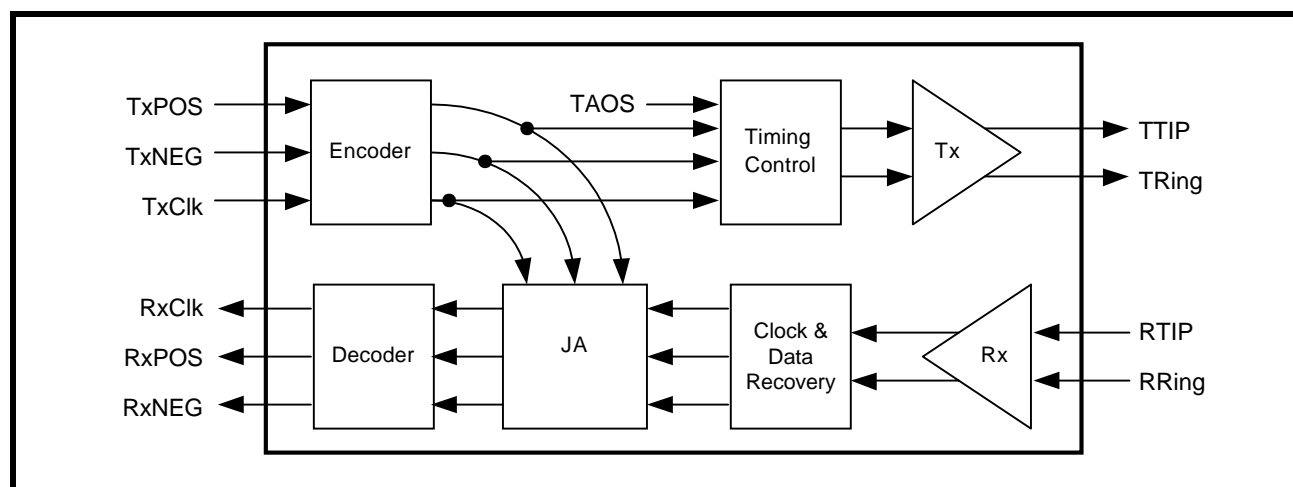 TxPOS
TxNEG
TxClk
Encoder
TAOS
Timing
Control
Tx
TTIP
TRing
RxClk
RxPOS
RxNEG
Decoder
JA
Clock &
Data
Recovery
Rx
RTIP
RRing